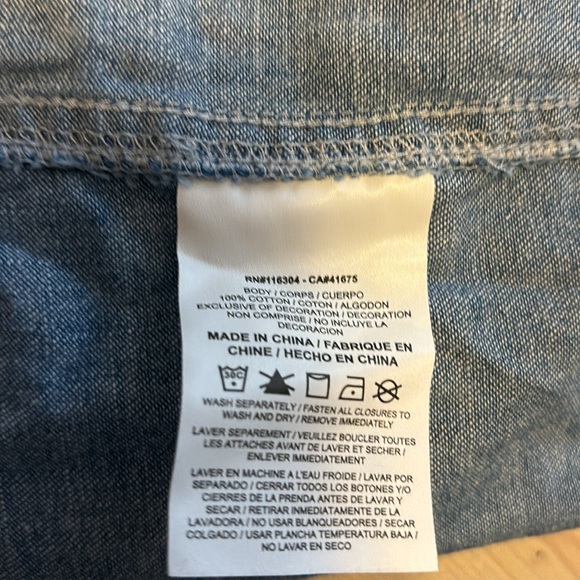 RN#116304 - CA#41675
BODY / CORPS / CUERPO
100% COTTON / COTON / ALGODON
EXCLUSIVE OF DECORATION / DECORATION
NON COMPRISE / NO INCLUYE LA
DECORACION
MADE IN CHINA / FABRIQUE EN
CHINE / HECHO EN CHINA
30C
WASH SEPARATELY / FASTEN ALL CLOSURES TO
WASH AND DRY / REMOVE IMMEDIATELY
LAVER SEPAREMENT / VEUILLEZ BOUCLER TOUTES
LES ATTACHES AVANT DE LAVER ET SECHER /
ENLEVER IMMEDIATEMENT
LAVER EN MACHINE A L'EAU FROIDE / LAVAR POR
SEPARADO / CERRAR TODOS LOS BOTONES Y/O
CIERRES DE LA PRENDA ANTES DE LAVAR Y
SECAR / RETIRAR INMEDIATAMENTE DE LA
LAVADORA / NO USAR BLANQUEADORES / SECAR
COLGADO / USAR PLANCHA TEMPERATURA BAJA /
NO LAVAR EN SECO